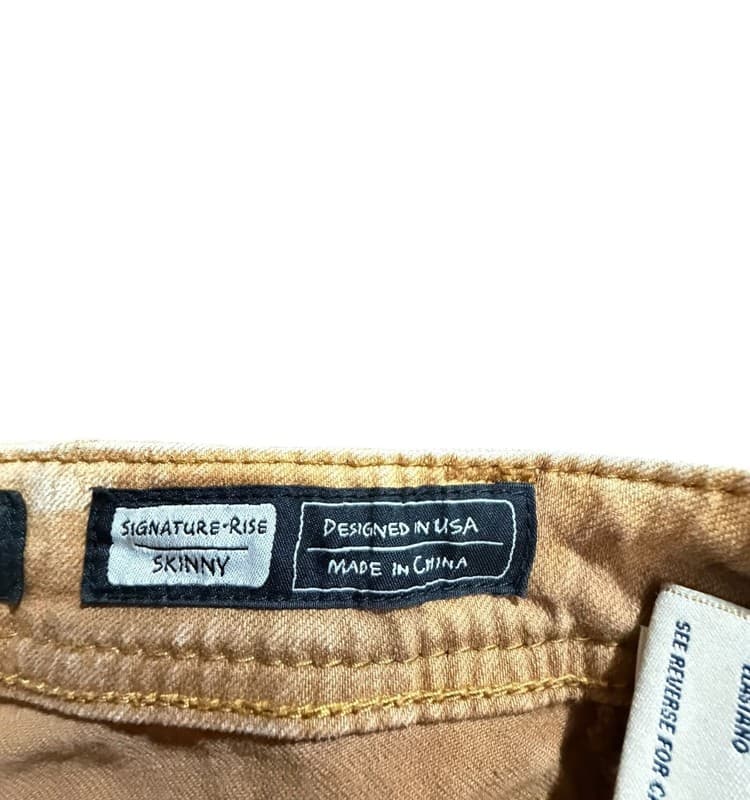 SIGNATURE-RISE
SKINNY
DESIGNED IN USA
MADE IN CHINA
SEE REVERSE FOR